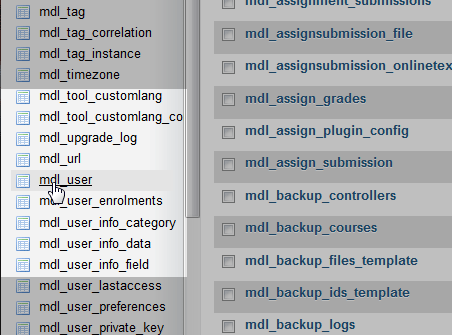 mdl_tag
mdl_tag_correlation
mdl_tag_instance
mdl_timezone
mdl_tool_customlang
mdl_tool_customlang_co
mdl_upgrade_log
mdl_url
mdl_user
mdl_user_enrolments
mdl_user_info_category
mdl_user_info_data
mdl_user_info_field
mdl_user_lastaccess
mdl_user_preferences
mdl_user_private_key
mdl_assignment_submissions
mdl_assignsubmission_file
mdl_assignsubmission_onlinetex
mdl_assign_grades
mdl_assign_plugin_config
mdl_assign_submission
mdl_backup_controllers
mdl_backup_courses
mdl_backup_files_template
mdl_backup_ids_template
mdl_backup_logs